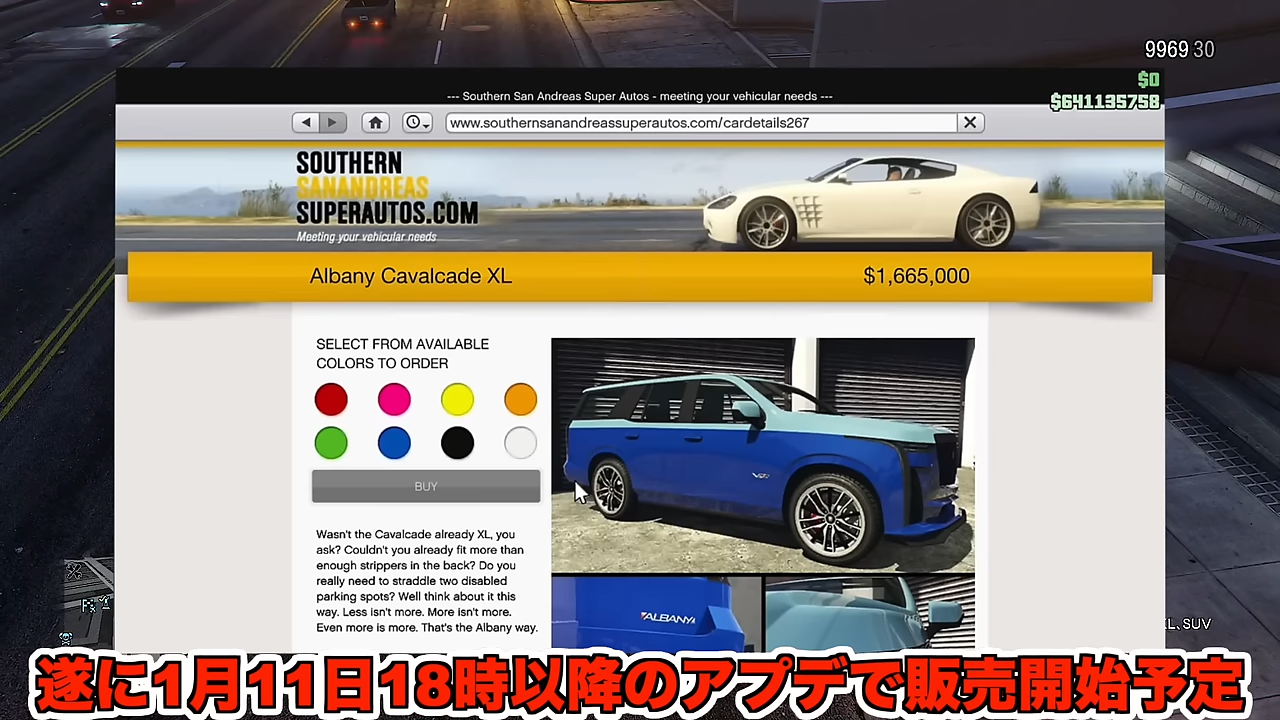 9969 30
$0
$641135758
--- Southern San Andreas Super Autos - meeting your vehicular needs ---
www.southernsanandreassuperautos.com/cardetails267
SOUTHERN
SANANDREAS
SUPERAUTOS.COM
Meeting your vehicular needs
Albany Cavalcade XL
$1,665,000
SELECT FROM AVAILABLE
COLORS TO ORDER
BUY
Wasn't the Cavalcade already XL, you
ask? Couldn't you already fit more than
enough strippers in the back? Do you
really need to straddle two disabled
parking spots? Well think about it this
way. Less isn't more. More isn't more.
Even more is more. That's the Albany way.
ALBANY
XL、SUV
遂に1月11日18時以降のアプデで販売開始予定